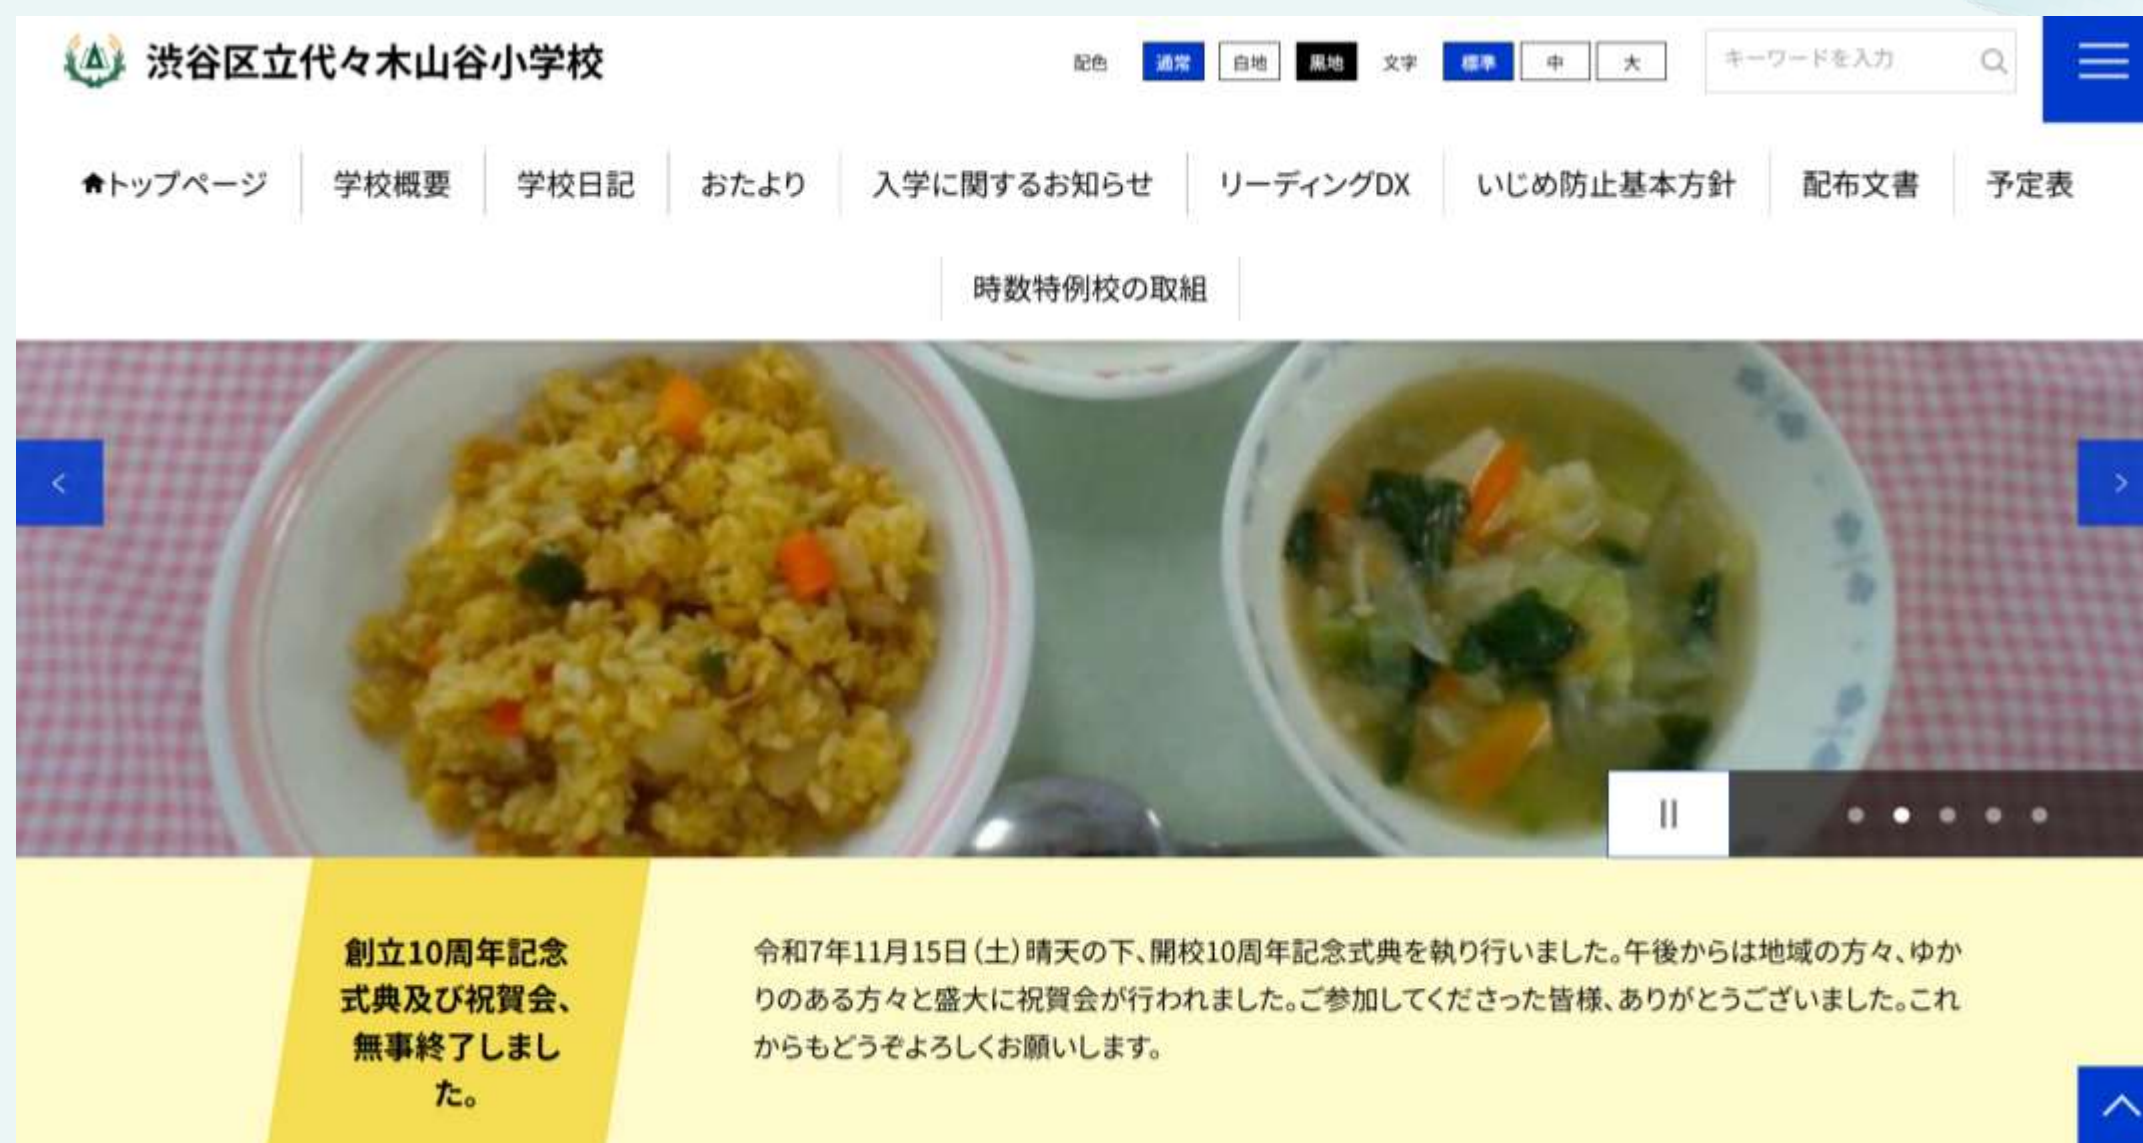 渋谷区立代々木山谷小学校
配色 通常 白地 黒地 文字 標準 中 大 キーワードを入力
トップページ 学校概要 学校日記 おたより 入学に関するお知らせ リーディングDX いじめ防止基本方針 配布文書 予定表
時数特例校の取組
創立10周年記念
式典及び祝賀会、
無事終了しまし
た。
令和7年11月15日（土）晴天の下、開校10周年記念式典を執り行いました。午後からは地域の方々、ゆか
りのある方々と盛大に祝賀会が行われました。ご参加してくださった皆様、ありがとうございました。これ
からもどうぞよろしくお願いします。